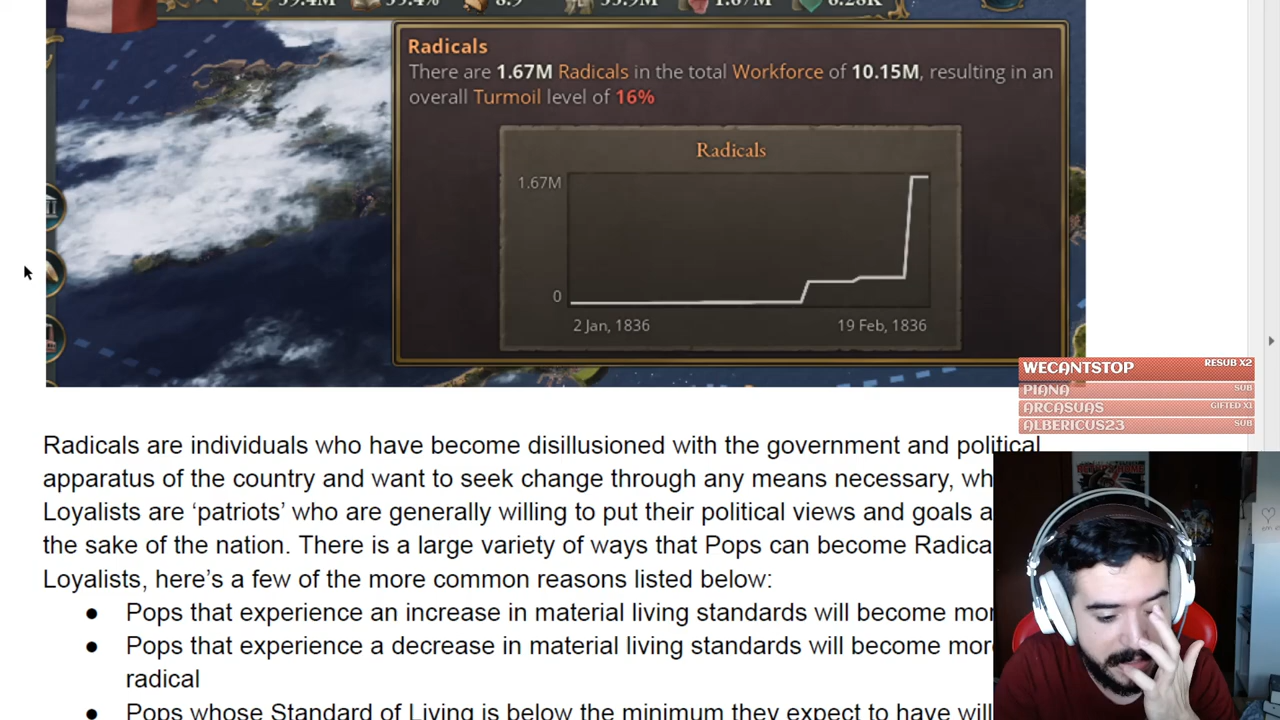 Radicals
There are 1.67M Radicals in the total Workforce of 10.15M, resulting in an
overall Turmoil level of 16%
Radicals
1.67M
0
2 Jan, 1836
19 Feb, 1836
WECANTSTOP RESUB X2
PIANA SUB
ARCASUAS GIFTED X1
ALBERICUS23 SUB
Radicals are individuals who have become disillusioned with the government and political
apparatus of the country and want to seek change through any means necessary,
Loyalists are ‘patriots’ who are generally willing to put their political views and goals
the sake of the nation. There is a large variety of ways that Pops can become
Loyalists, here’s a few of the more common reasons listed below:
● Pops that experience an increase in material living standards will become
● Pops that experience a decrease in material living standards will become more
radical
● Pops whose Standard of Living is below the minimum they expect to have will